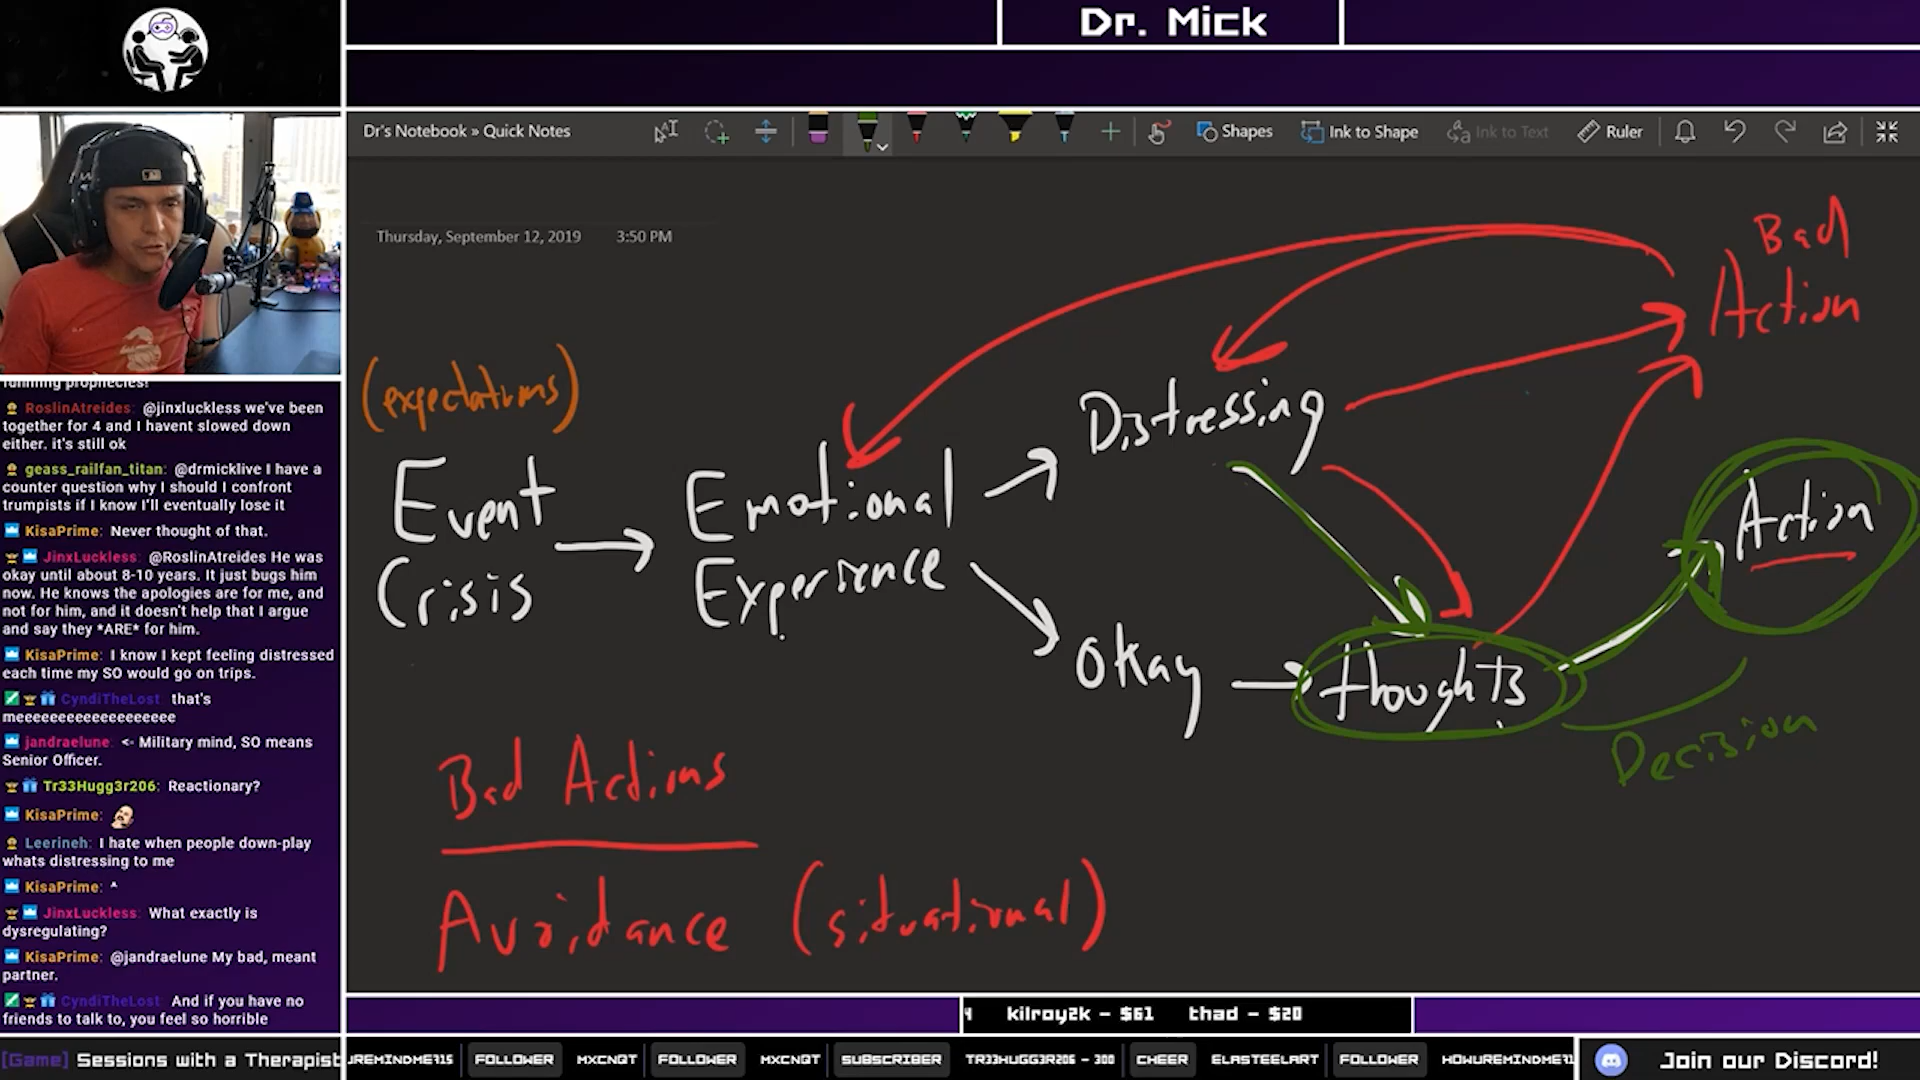 Dr. Mick
Dr's Notebook » Quick Notes
Shapes
Ink to Shape
Ink to Text
Ruler
Thursday, September 12, 2019
3:50 PM
(expectations)
Event
Crisis
Emotional
Experience
Distressing
Okay
thoughts
Bad
Action
Action
Decision
Bad Actions
Avoidance (situational)
running prophecies!
RoslinAtreides: @jinxluckless we've been
together for 4 and I havent slowed down
either. it's still ok
geass_railfan_titan: @drmicklive I have a
counter question why I should I confront
trumpists if I know I'll eventually lose it
KisaPrime: Never thought of that.
JinxLuckless: @RoslinAtreides He was
okay until about 8-10 years. It just bugs him
now. He knows the apologies are for me, and
not for him, and it doesn't help that I argue
and say they *ARE* for him.
KisaPrime: I know I kept feeling distressed
each time my SO would go on trips.
CyndiTheLost: that's
meeeeeeeeeeeeeeeeeee
jandraelune: <- Military mind, SO means
Senior Officer.
Tr33Hugg3r206: Reactionary?
KisaPrime:
Leerineh: I hate when people down-play
whats distressing to me
KisaPrime: ^
JinxLuckless: What exactly is
dysregulating?
KisaPrime: @jandraelune My bad, meant
partner.
CyndiTheLost: And if you have no
friends to talk to, you feel so horrible
kilroy2k - $61 thad - $20
[Game] Sessions with a Therapist
UREMINDME715 FOLLOWER MXCNQT FOLLOWER MXCNQT SUBSCRIBER TR33HUGG3R206 - 300 CHEER ELASTEELART FOLLOWER HOWUREMINDME71
Join our Discord!